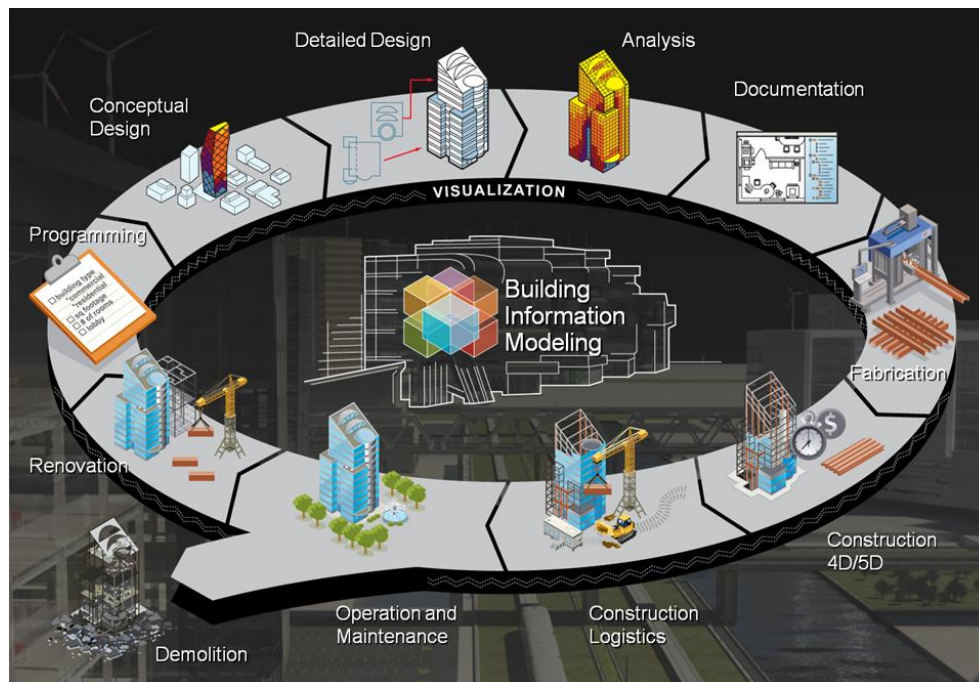 Detailed Design
Analysis
Documentation
Conceptual
Design
VISUALIZATION
Programming
building type
commercial
residential
sq footage
# of rooms
lobby
Building
Information
Modeling
Fabrication
$
Renovation
Construction
4D/5D
Operation and
Maintenance
Construction
Logistics
Demolition